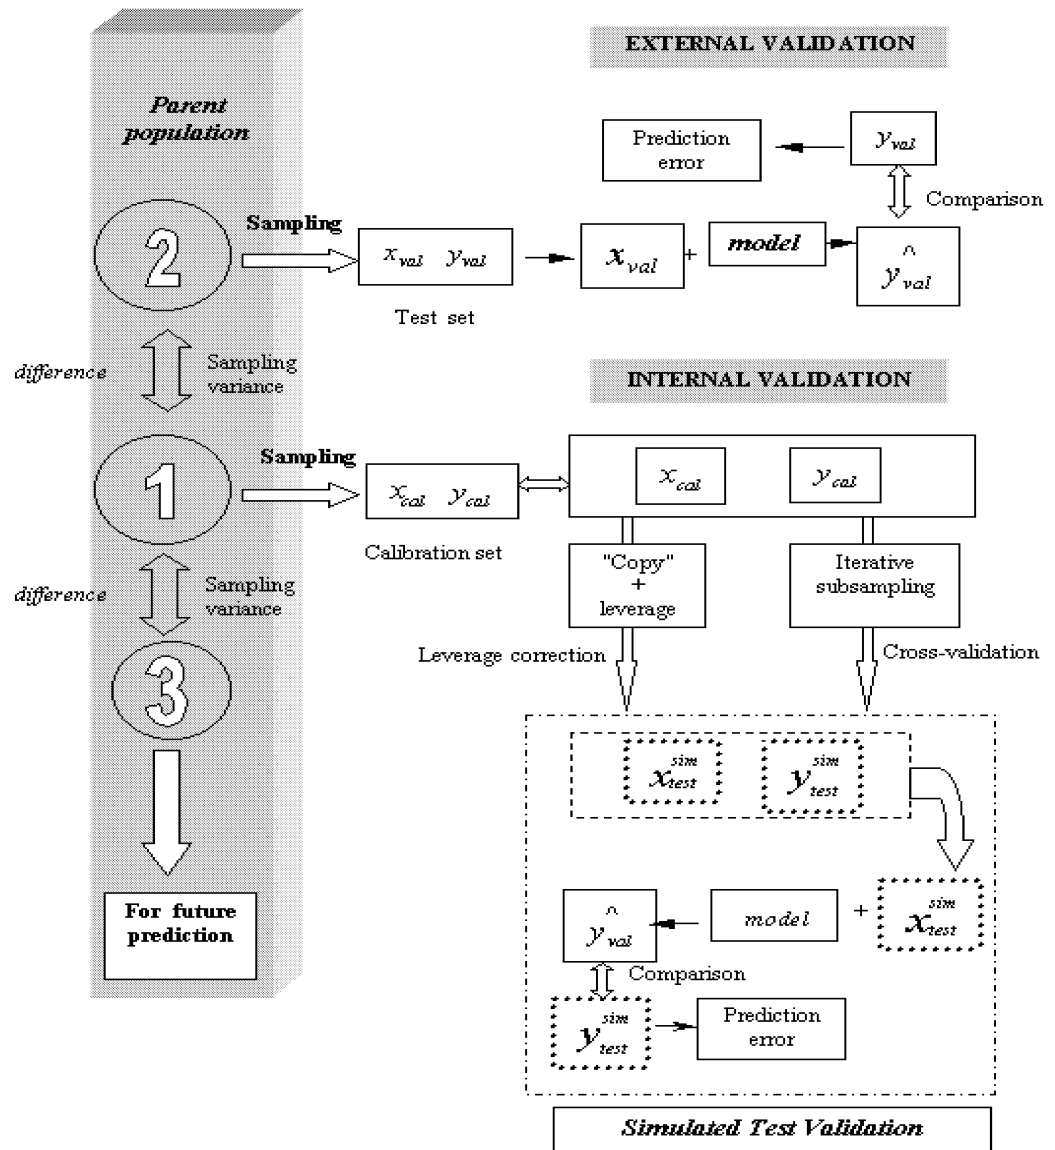 EXTERNAL VALIDATION
Parent
population
Prediction
error
y_val
Comparison
2
Sampling
x_val y_val
x_val
+
model
ŷ_val
Test set
difference
Sampling
variance
INTERNAL VALIDATION
1
Sampling
x_cal y_cal
x_cal
y_cal
Calibration set
"Copy"
+
leverage
Iterative
subsampling
difference
Sampling
variance
Leverage correction
Cross-validation
3
x_test^sim
y_test^sim
For future
prediction
ŷ_val
model
+
x_test^sim
Comparison
y_test^sim
Prediction
error
Simulated Test Validation